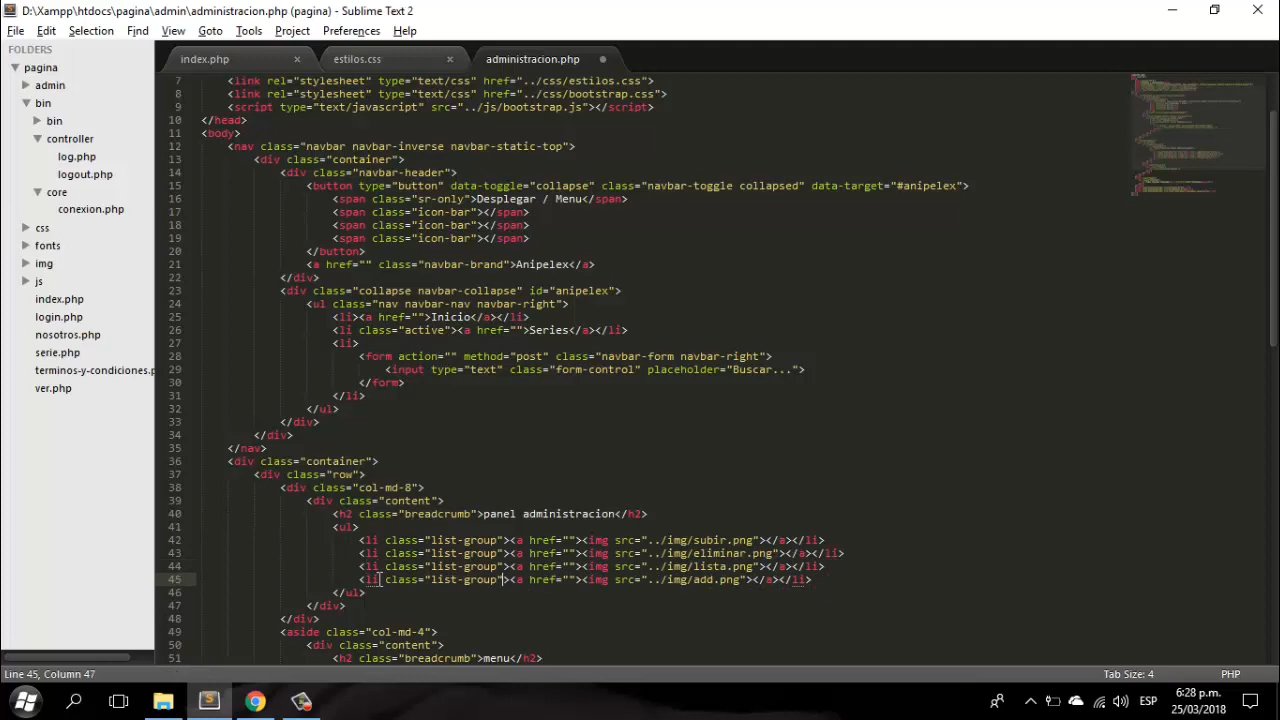 D:\Xampp\htdocs\pagina\admin\administracion.php (pagina) - Sublime Text 2
File Edit Selection Find View Goto Tools Project Preferences Help
FOLDERS
pagina
admin
bin
bin
controller
log.php
logout.php
core
conexion.php
css
fonts
img
js
index.php
login.php
nosotros.php
serie.php
terminos-y-condiciones.p
ver.php
index.php × estilos.css × administracion.php
7 <link rel="stylesheet" type="text/css" href="../css/estilos.css">
8 <link rel="stylesheet" type="text/css" href="../css/bootstrap.css">
9 <script type="text/javascript" src="../js/bootstrap.js"></script>
10 </head>
11 <body>
12 <nav class="navbar navbar-inverse navbar-static-top">
13 <div class="container">
14 <div class="navbar-header">
15 <button type="button" data-toggle="collapse" class="navbar-toggle collapsed" data-target="#anipelex">
16 <span class="sr-only">Desplegar / Menu</span>
17 <span class="icon-bar"></span>
18 <span class="icon-bar"></span>
19 <span class="icon-bar"></span>
20 </button>
21 <a href="" class="navbar-brand">Anipelex</a>
22 </div>
23 <div class="collapse navbar-collapse" id="anipelex">
24 <ul class="nav navbar-nav navbar-right">
25 <li><a href="">Inicio</a></li>
26 <li class="active"><a href="">Series</a></li>
27 <li>
28 <form action="" method="post" class="navbar-form navbar-right">
29 <input type="text" class="form-control" placeholder="Buscar...">
30 </form>
31 </li>
32 </ul>
33 </div>
34 </div>
35 </nav>
36 <div class="container">
37 <div class="row">
38 <div class="col-md-8">
39 <div class="content">
40 <h2 class="breadcrumb">panel administracion</h2>
41 <ul>
42 <li class="list-group"><a href=""><img src="../img/subir.png"></a></li>
43 <li class="list-group"><a href=""><img src="../img/eliminar.png"></a></li>
44 <li class="list-group"><a href=""><img src="../img/lista.png"></a></li>
45 <li class="list-group"><a href=""><img src="../img/add.png"></a></li>
46 </ul>
47 </div>
48 </div>
49 <aside class="col-md-4">
50 <div class="content">
51 <h2 class="breadcrumb">menu</h2>
Line 45, Column 47 Tab Size: 4 PHP
ESP 6:28 p.m.
25/03/2018